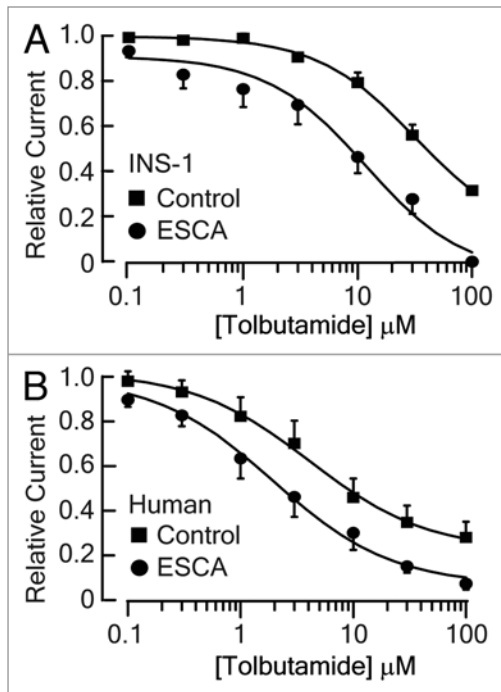 A
1.0
0.8
0.6
0.4
0.2
0
Relative Current
INS-1
Control
ESCA
0.1
1
10
100
[Tolbutamide] μM
B
1.0
0.8
0.6
0.4
0.2
0
Relative Current
Human
Control
ESCA
0.1
1
10
100
[Tolbutamide] μM